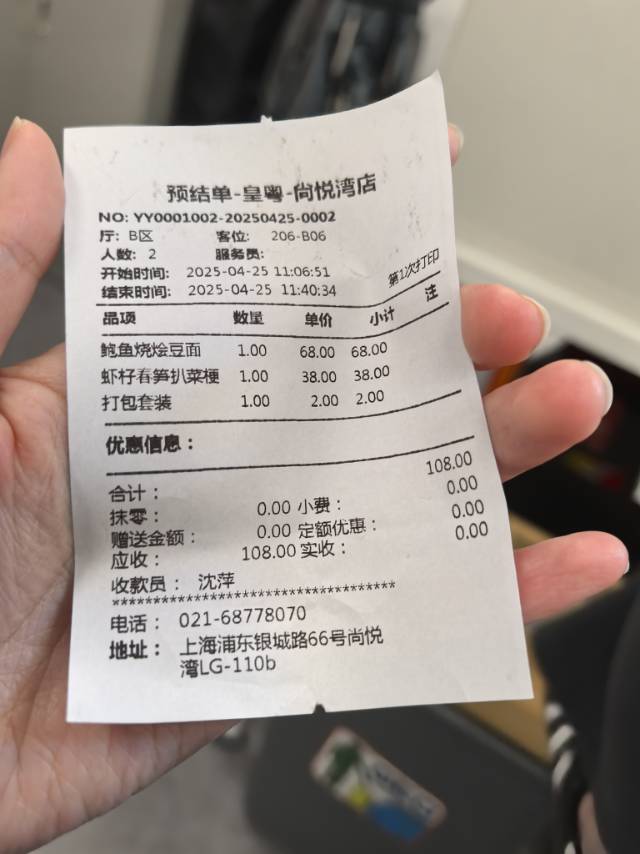 预结单-皇粤-尚悦湾店
NO: YY0001002-20250425-0002
厅: B区 客位: 206-B06
人数: 2 服务员:
开始时间: 2025-04-25 11:06:51
结束时间: 2025-04-25 11:40:34 第1次打印
品项 数量 单价 小计 注
鲍鱼烧烩豆面 1.00 68.00 68.00
虾籽春笋扒菜梗 1.00 38.00 38.00
打包套装 1.00 2.00 2.00
优惠信息：
合计： 108.00
抹零： 0.00 小费： 0.00
赠送金额： 0.00 定额优惠： 0.00
应收： 108.00 实收： 0.00
收款员： 沈萍
***********************************
电话： 021-68778070
地址： 上海浦东银城路66号尚悦
湾LG-110b